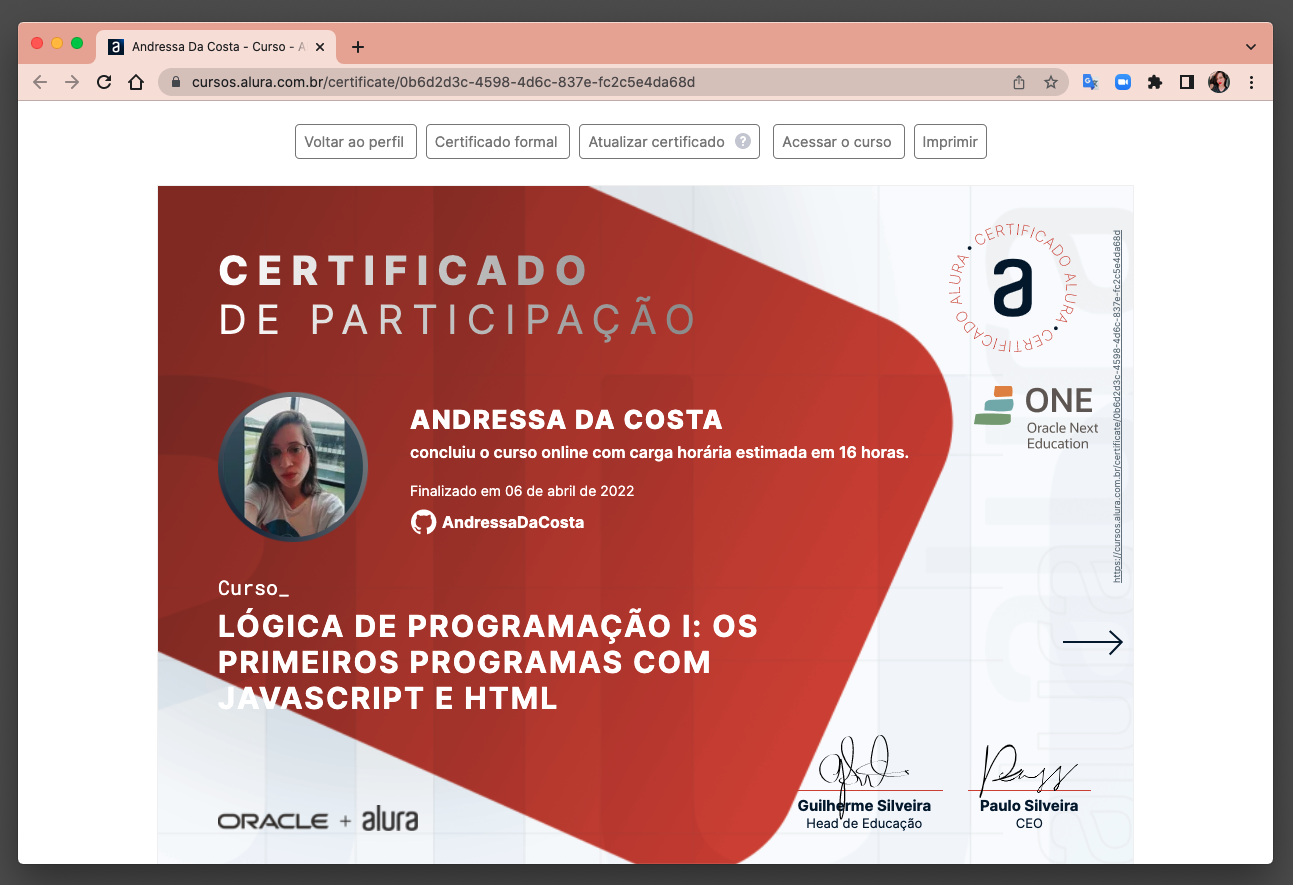 Andressa Da Costa - Curso - A
cursos.alura.com.br/certificate/0b6d2d3c-4598-4d6c-837e-fc2c5e4da68d
Voltar ao perfil
Certificado formal
Atualizar certificado ?
Acessar o curso
Imprimir
CERTIFICADO
DE PARTICIPAÇÃO
CERTIFICADO ALURA • CERTIFICADO ALURA •
a
ONE
Oracle Next
Education
https://cursos.alura.com.br/certificate/0b6d2d3c-4598-4d6c-837e-fc2c5e4da68d
ANDRESSA DA COSTA
concluiu o curso online com carga horária estimada em 16 horas.
Finalizado em 06 de abril de 2022
AndressaDaCosta
Curso_
LÓGICA DE PROGRAMAÇÃO I: OS
PRIMEIROS PROGRAMAS COM
JAVASCRIPT E HTML
ORACLE + alura
Guilherme Silveira
Head de Educação
Paulo Silveira
CEO